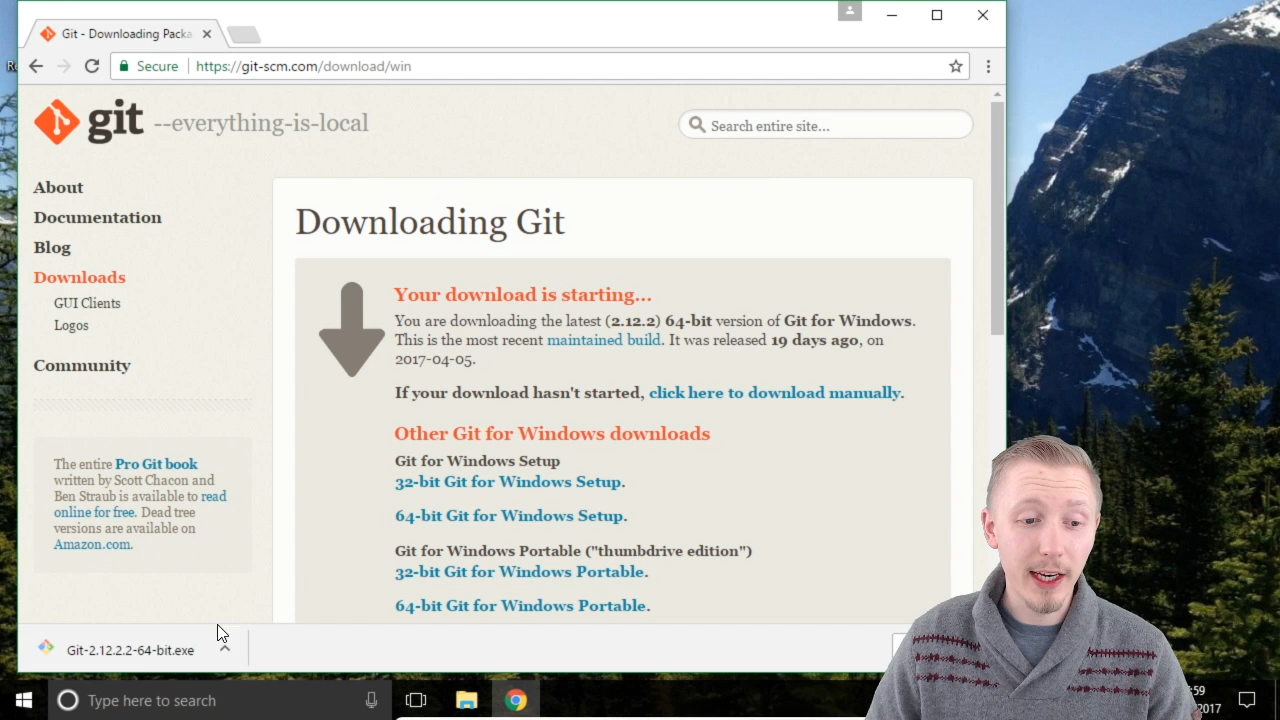 Git - Downloading Packa
Secure
https://git-scm.com/download/win
git --everything-is-local
Search entire site...
About
Documentation
Blog
Downloads
GUI Clients
Logos
Community
The entire Pro Git book
written by Scott Chacon and
Ben Straub is available to read
online for free. Dead tree
versions are available on
Amazon.com.
Downloading Git
Your download is starting...
You are downloading the latest (2.12.2) 64-bit version of Git for Windows.
This is the most recent maintained build. It was released 19 days ago, on
2017-04-05.
If your download hasn't started, click here to download manually.
Other Git for Windows downloads
Git for Windows Setup
32-bit Git for Windows Setup.
64-bit Git for Windows Setup.
Git for Windows Portable ("thumbdrive edition")
32-bit Git for Windows Portable.
64-bit Git for Windows Portable.
Git-2.12.2.2-64-bit.exe
Type here to search
:59
2017